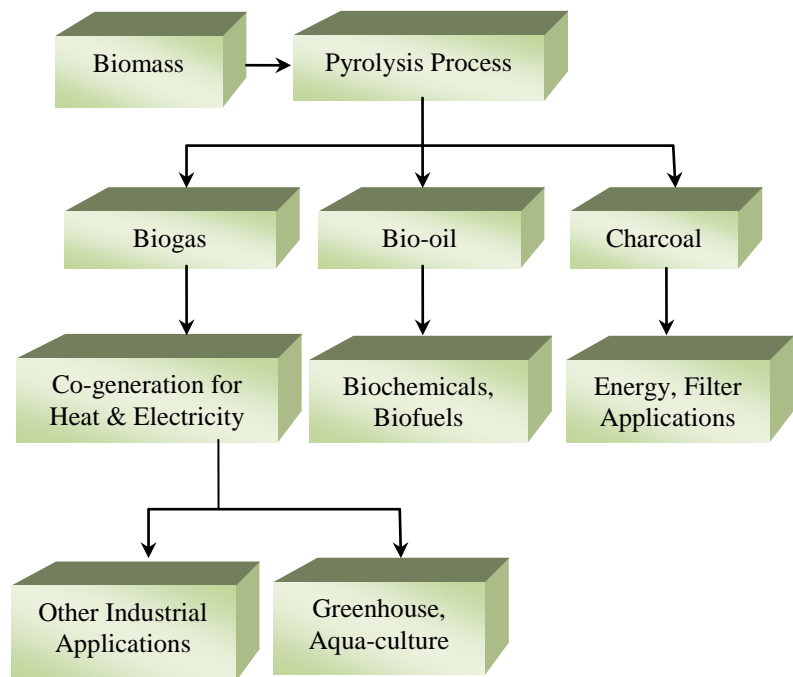 Biomass
Pyrolysis Process
Biogas
Bio-oil
Charcoal
Co-generation for
Heat & Electricity
Biochemicals,
Biofuels
Energy, Filter
Applications
Other Industrial
Applications
Greenhouse,
Aqua-culture